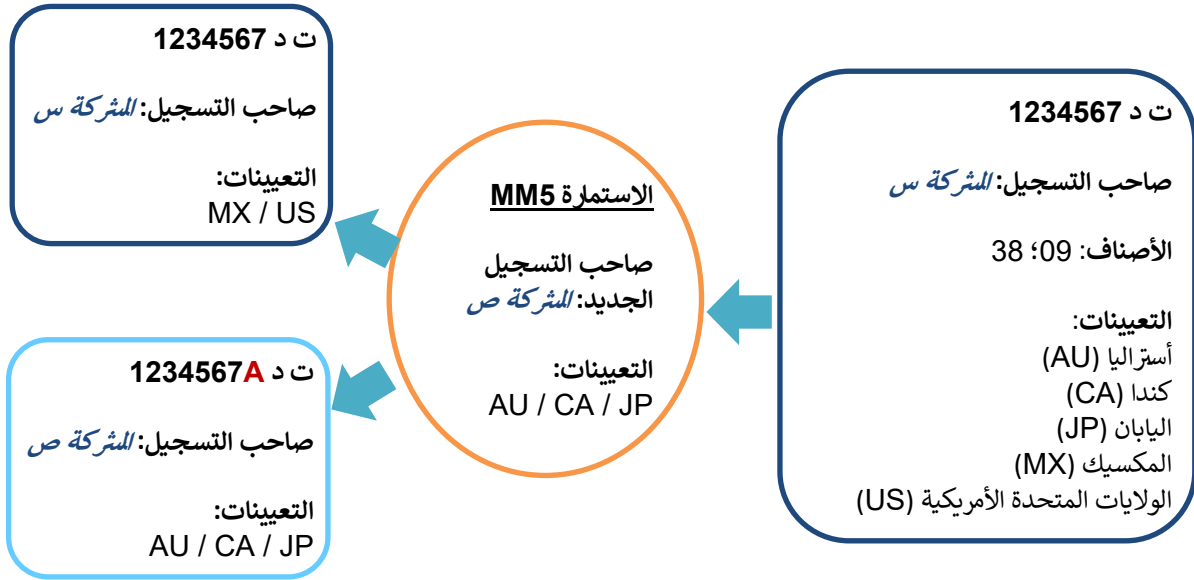 ت د 1234567
صاحب التسجيل: الشركة س
الأصناف: 09؛ 38
التعيينات:
أستراليا (AU)
كندا (CA)
اليابان (JP)
المكسيك (MX)
الولايات المتحدة الأمريكية (US)
الاستمارة MM5
صاحب التسجيل
الجديد: الشركة ص
التعيينات:
AU / CA / JP
ت د 1234567
صاحب التسجيل: الشركة س
التعيينات:
MX / US
ت د 1234567A
صاحب التسجيل: الشركة ص
التعيينات:
AU / CA / JP